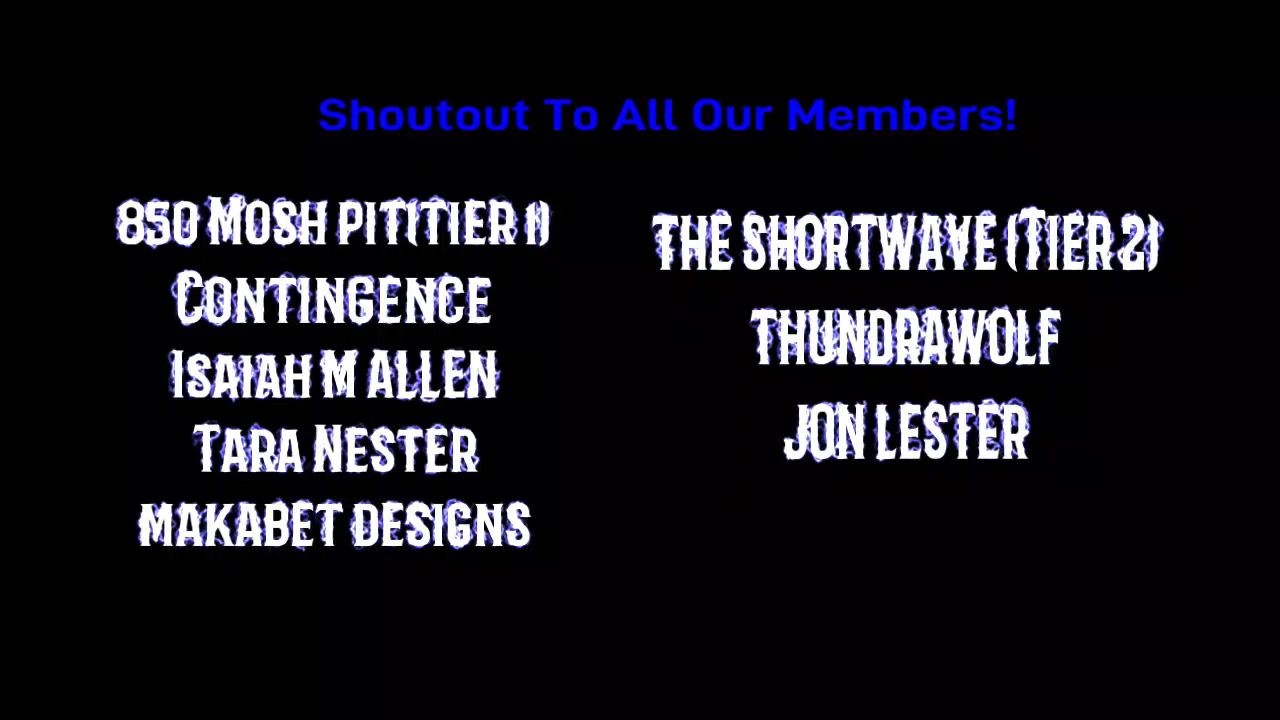 Shoutout To All Our Members!
850 Mosh pit(Tier 1)
Contingence
Isaiah M Allen
Tara Nester
makabet designs
the shortwave (Tier 2)
thundrawolf
jon lester